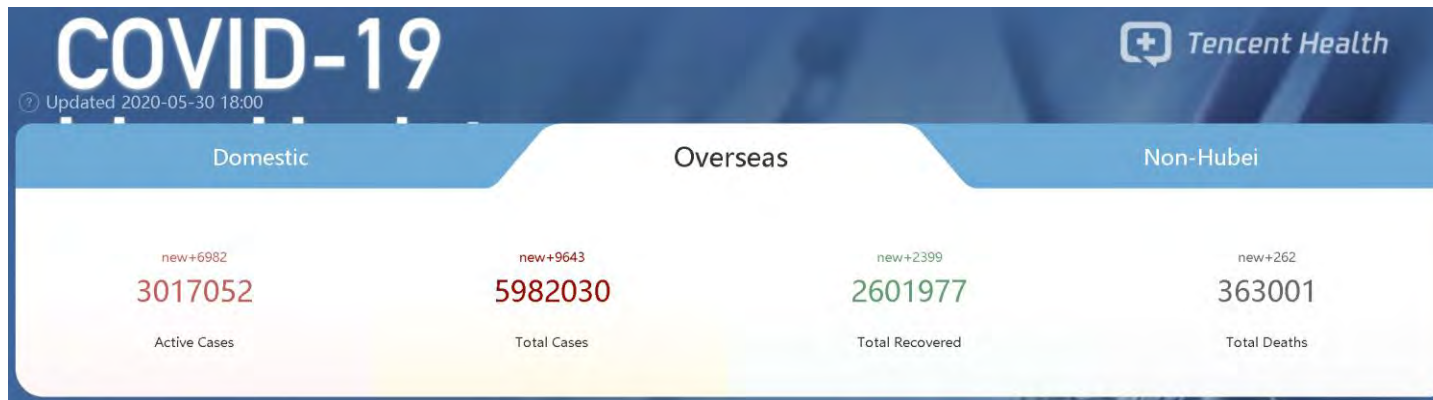 COVID-19
Tencent Health
? Updated 2020-05-30 18:00
Domestic
Overseas
Non-Hubei
new+6982
new+9643
new+2399
new+262
3017052
5982030
2601977
363001
Active Cases
Total Cases
Total Recovered
Total Deaths